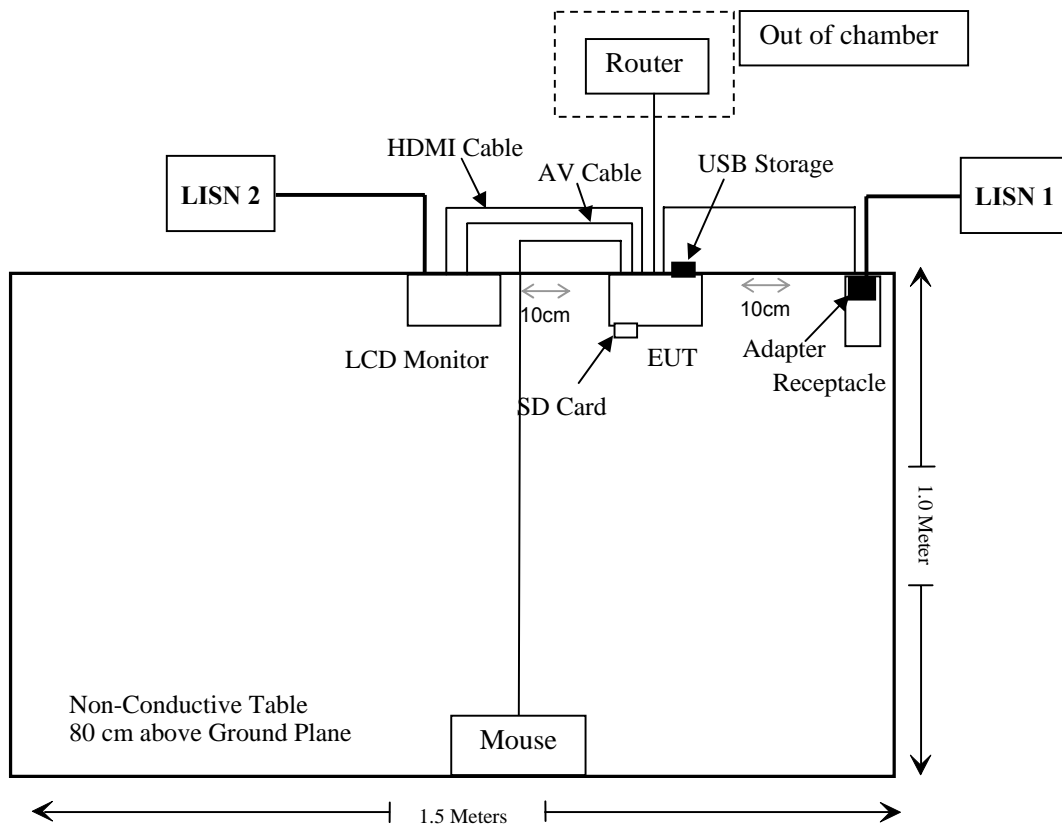 Out of chamber
Router
HDMI Cable
USB Storage
AV Cable
LISN 2
LISN 1
10cm
10cm
LCD Monitor
EUT
Adapter
Receptacle
SD Card
1.0 Meter
Non-Conductive Table
80 cm above Ground Plane
Mouse
1.5 Meters